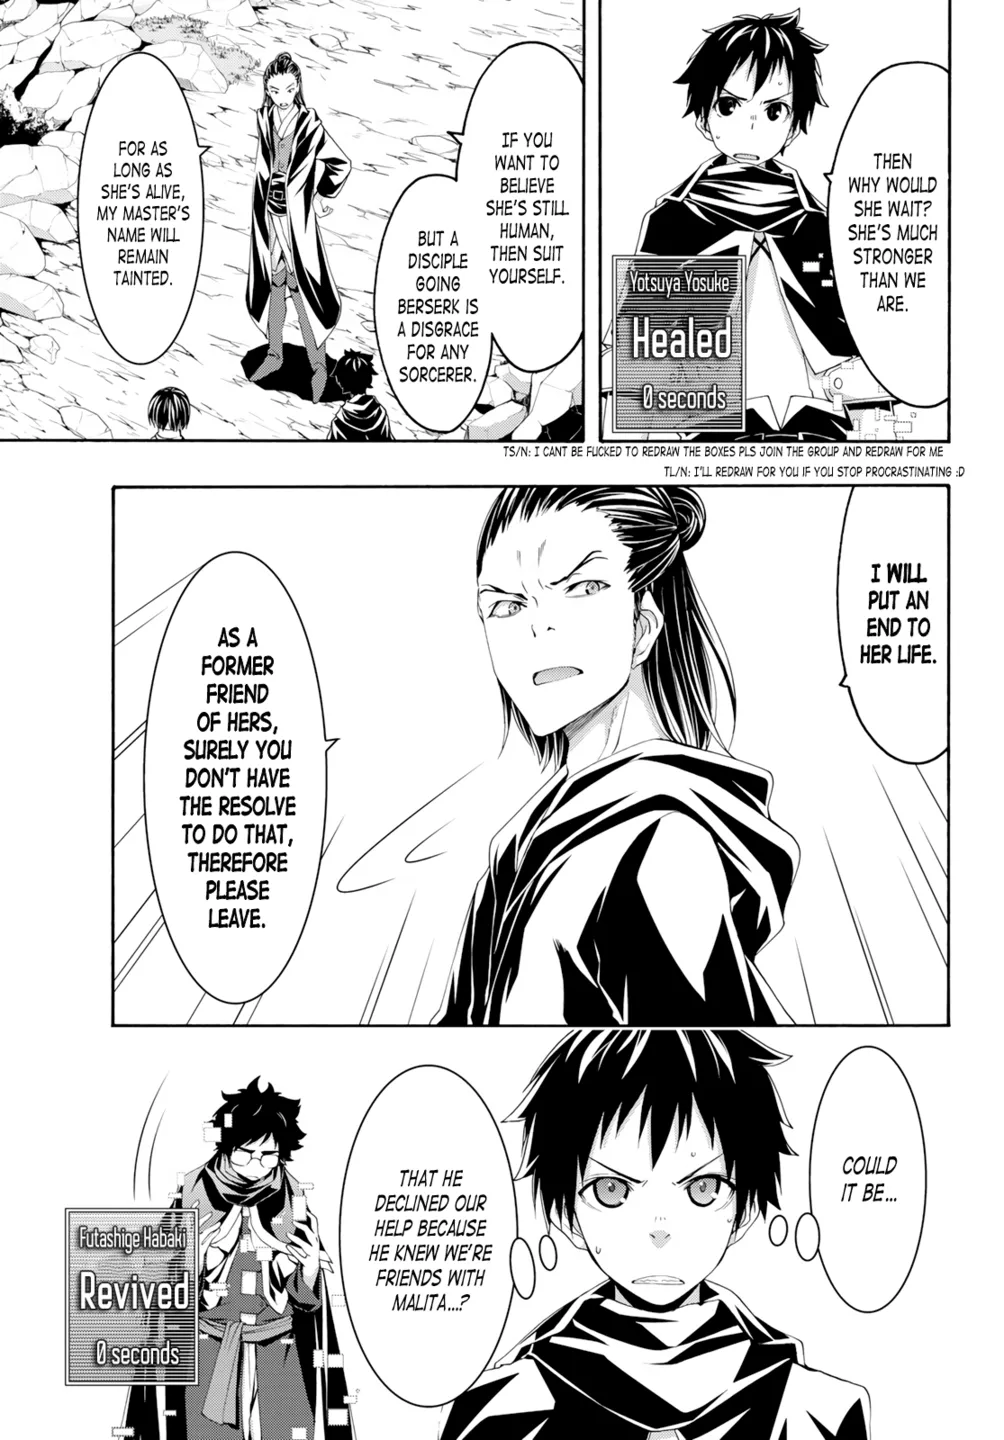 THEN
WHY WOULD
SHE WAIT?
SHE'S MUCH
STRONGER
THAN WE
ARE.
Yotsuya Yosuke
Healed
0 seconds
IF YOU
WANT TO
BELIEVE
SHE'S STILL
HUMAN,
THEN SUIT
YOURSELF.
BUT A
DISCIPLE
GOING
BERSERK IS
A DISGRACE
FOR ANY
SORCERER.
FOR AS
LONG AS
SHE'S ALIVE,
MY MASTER'S
NAME WILL
REMAIN
TAINTED.
TS/N: I CANT BE FUCKED TO REDRAW THE BOXES PLS JOIN THE GROUP AND REDRAW FOR ME
TL/N: I'LL REDRAW FOR YOU IF YOU STOP PROCRASTINATING :D
I WILL
PUT AN
END TO
HER LIFE.
AS A
FORMER
FRIEND
OF HERS,
SURELY YOU
DON'T HAVE
THE RESOLVE
TO DO THAT,
THEREFORE
PLEASE
LEAVE.
COULD
IT BE...
THAT HE
DECLINED OUR
HELP BECAUSE
HE KNEW WE'RE
FRIENDS WITH
MALITA...?
Futashige Habaki
Revived
0 seconds